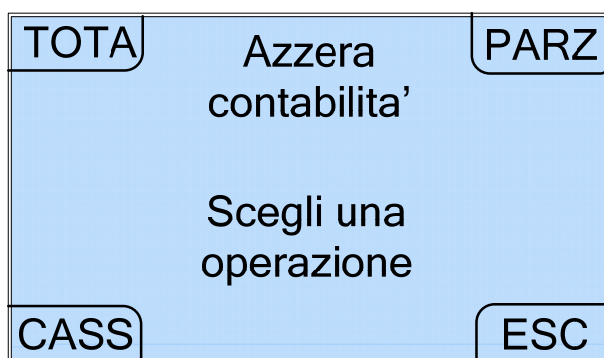 TOTA
Azzera
PARZ
contabilita’
Scegli una
operazione
CASS
ESC